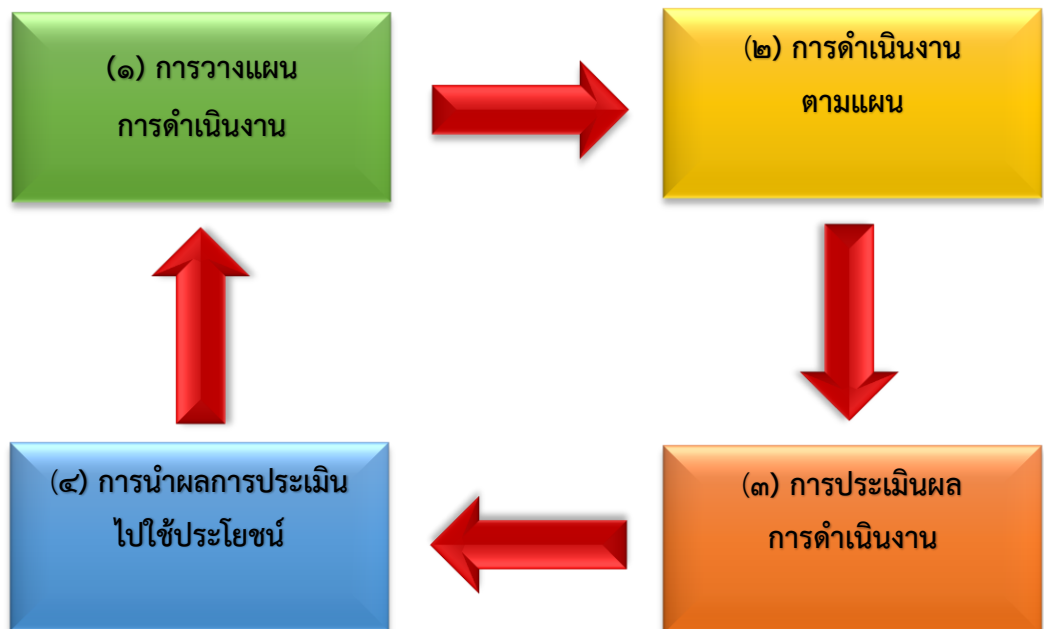 (๑) การวางแผน
การดำเนินงาน
(๒) การดำเนินงาน
ตามแผน
(๓) การประเมินผล
การดำเนินงาน
(๔) การนำผลการประเมิน
ไปใช้ประโยชน์